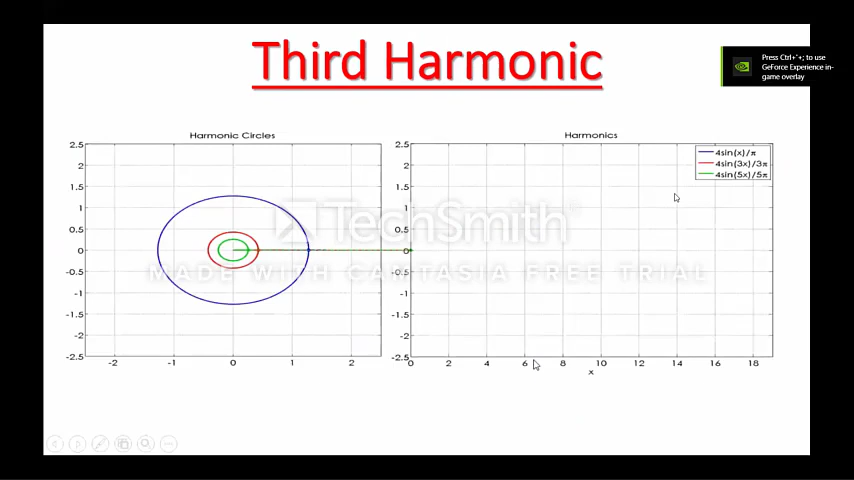 Third Harmonic
Press Ctrl+'+; to use
GeForce Experience in-
game overlay
Harmonic Circles
2.5
2
1.5
1
0.5
0
-0.5
-1
-1.5
-2
-2.5
-2 -1 0 1 2
Harmonics
4sin(x)/π
4sin(3x)/3π
4sin(5x)/5π
2.5
2
1.5
1
0.5
0
-0.5
-1
-1.5
-2
-2.5
0 2 4 6 8 10 12 14 16 18
x
TechSmith
MADE WITH CAMTASIA FREE TRIAL